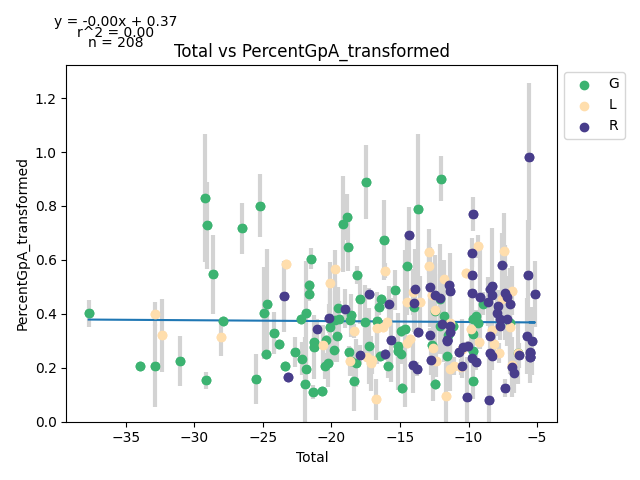 y = -0.00x + 0.37
r^2 = 0.00
n = 208
Total vs PercentGpA_transformed
G
L
R
PercentGpA_transformed
1.2
1.0
0.8
0.6
0.4
0.2
0.0
−35 −30 −25 −20 −15 −10 −5
Total